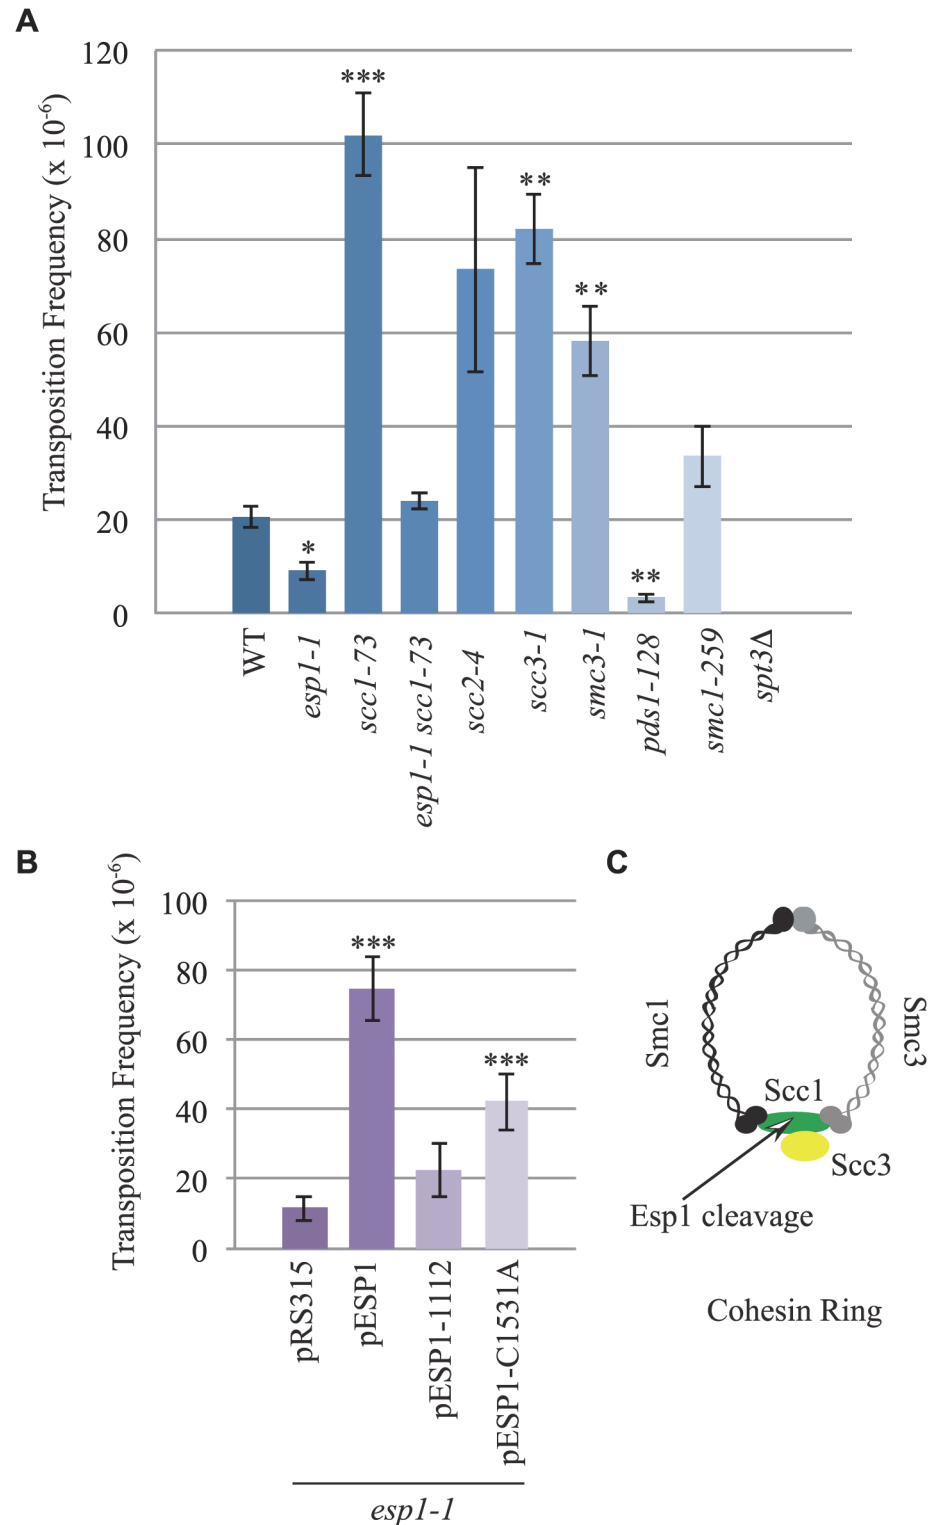 A
Transposition Frequency (x 10⁻⁶)
120
100
80
60
40
20
0
***
**
**
*
**
WT
esp1-1
scc1-73
esp1-1 scc1-73
scc2-4
scc3-1
smc3-1
pds1-128
smc1-259
spt3Δ
B
Transposition Frequency (x 10⁻⁶)
100
80
60
40
20
0
***
***
pRS315
pESP1
pESP1-1112
pESP1-C1531A
esp1-1
C
Smc1
Smc3
Scc1
Scc3
Esp1 cleavage
Cohesin Ring